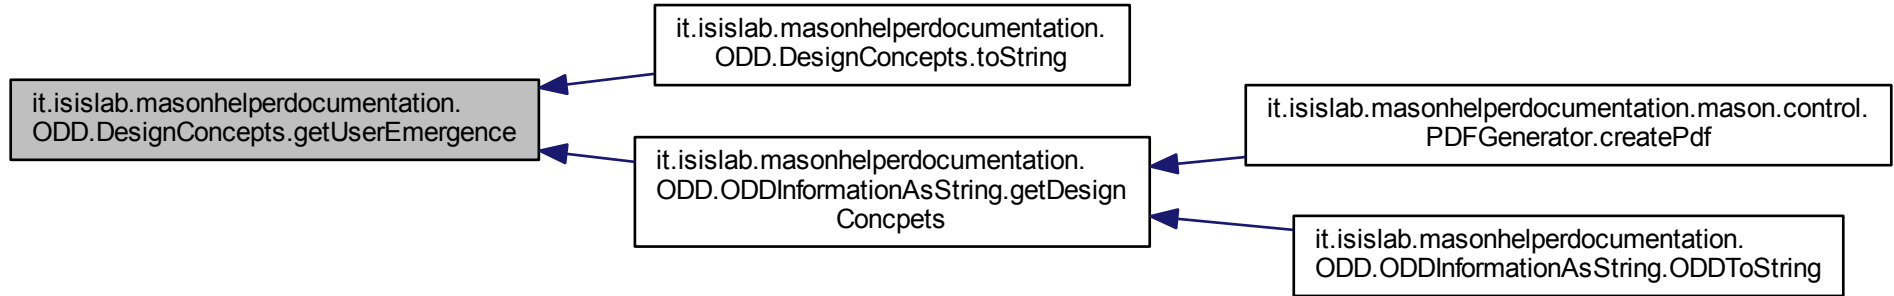 it.isislab.masonhelperdocumentation.
ODD.DesignConcepts.toString
it.isislab.masonhelperdocumentation.
ODD.DesignConcepts.getUserEmergence
it.isislab.masonhelperdocumentation.mason.control.
PDFGenerator.createPdf
it.isislab.masonhelperdocumentation.
ODD.ODDInformationAsString.getDesign
Concpets
it.isislab.masonhelperdocumentation.
ODD.ODDInformationAsString.ODDToString